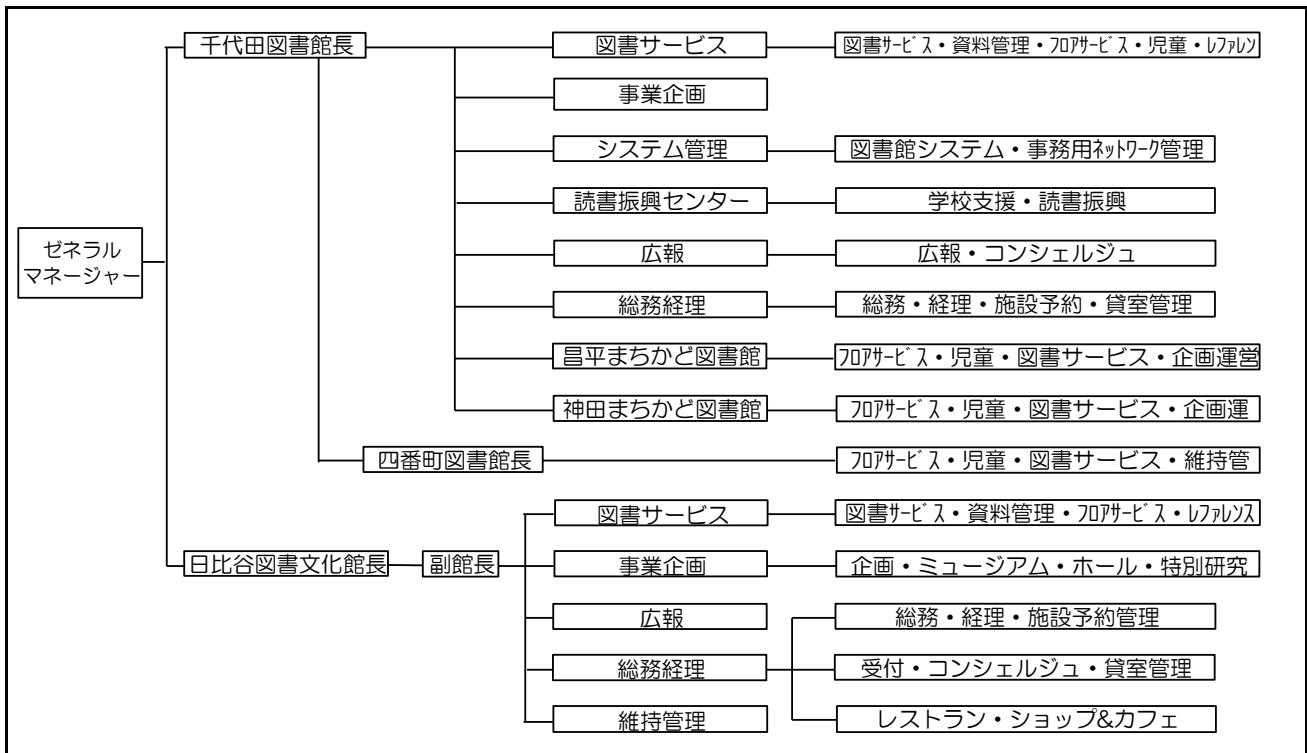 千代田図書館長
図書サービス
図書ｻｰﾋﾞｽ・資料管理・ﾌﾛｱｻｰﾋﾞｽ・児童・ﾚﾌｧﾚﾝ
事業企画
システム管理
図書館システム・事務用ﾈｯﾄﾜｰｸ管理
読書振興センター
学校支援・読書振興
広報
広報・コンシェルジュ
総務経理
総務・経理・施設予約・貸室管理
昌平まちかど図書館
ﾌﾛｱｻｰﾋﾞｽ・児童・図書サービス・企画運営
神田まちかど図書館
ﾌﾛｱｻｰﾋﾞｽ・児童・図書サービス・企画運
四番町図書館長
ﾌﾛｱｻｰﾋﾞｽ・児童・図書サービス・維持管
ゼネラル
マネージャー
日比谷図書文化館長
副館長
図書サービス
図書ｻｰﾋﾞｽ・資料管理・ﾌﾛｱｻｰﾋﾞｽ・ﾚﾌｧﾚﾝｽ
事業企画
企画・ミュージアム・ホール・特別研究
広報
総務経理
総務・経理・施設予約管理
受付・コンシェルジュ・貸室管理
レストラン・ショップ&カフェ
維持管理